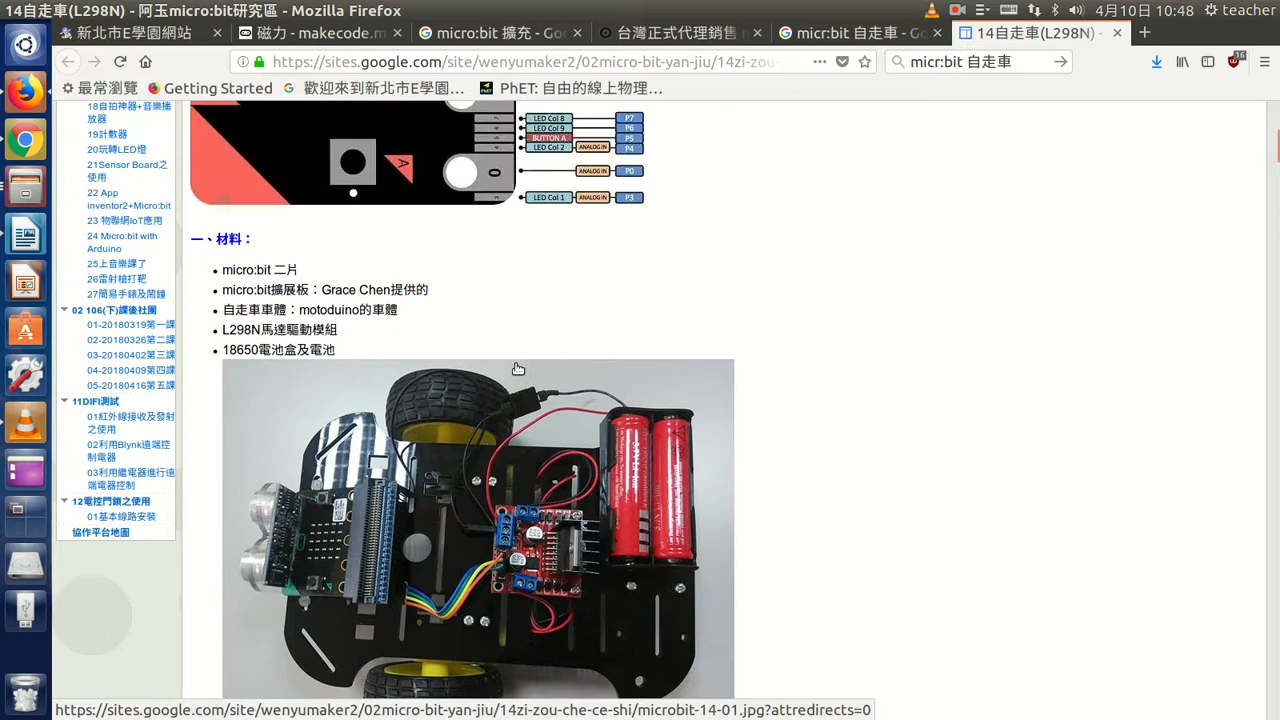 14自走車(L298N) - 阿玉micro:bit研究區 - Mozilla Firefox
4月10日 10:48 teacher
新北市E學園網站
磁力 - makecode.m
micro:bit 擴充 - Go
台灣正式代理銷售
micr:bit 自走車 - Go
14自走車(L298N) -
https://sites.google.com/site/wenyumaker2/02micro-bit-yan-jiu/14zi-zou-
micr:bit 自走車
16
最常瀏覽
Getting Started
歡迎來到新北市E學園…
PhET: 自由的線上物理…
18自拍神器+音樂播
放器
19計數器
20玩轉LED燈
21Sensor Board之
使用
22 App
inventor2+Micro:bit
23 物聯網IoT應用
24 Micro:bit with
Arduino
25上音樂課了
26雷射槍打靶
27簡易手錶及鬧鐘
02 106(下)課後社團
01-20180319第一課
02-20180326第二課
03-20180402第三課
04-20180409第四課
05-20180416第五課
11DIFI測試
01紅外線接收及發射
之使用
02利用Blynk遠端控
制電器
03利用繼電器進行遠
端電器控制
12電控門鎖之使用
01基本線路安裝
協作平台地圖
LED Col 8 P7
LED Col 9 P6
BUTTON A P5
LED Col 2 ANALOG IN P4
0 ANALOG IN P0
LED Col 1 ANALOG IN P3
A
一、材料：
micro:bit 二片
micro:bit擴展板：Grace Chen提供的
自走車車體：motoduino的車體
L298N馬達驅動模組
18650電池盒及電池
https://sites.google.com/site/wenyumaker2/02micro-bit-yan-jiu/14zi-zou-che-ce-shi/microbit-14-01.jpg?attredirects=0